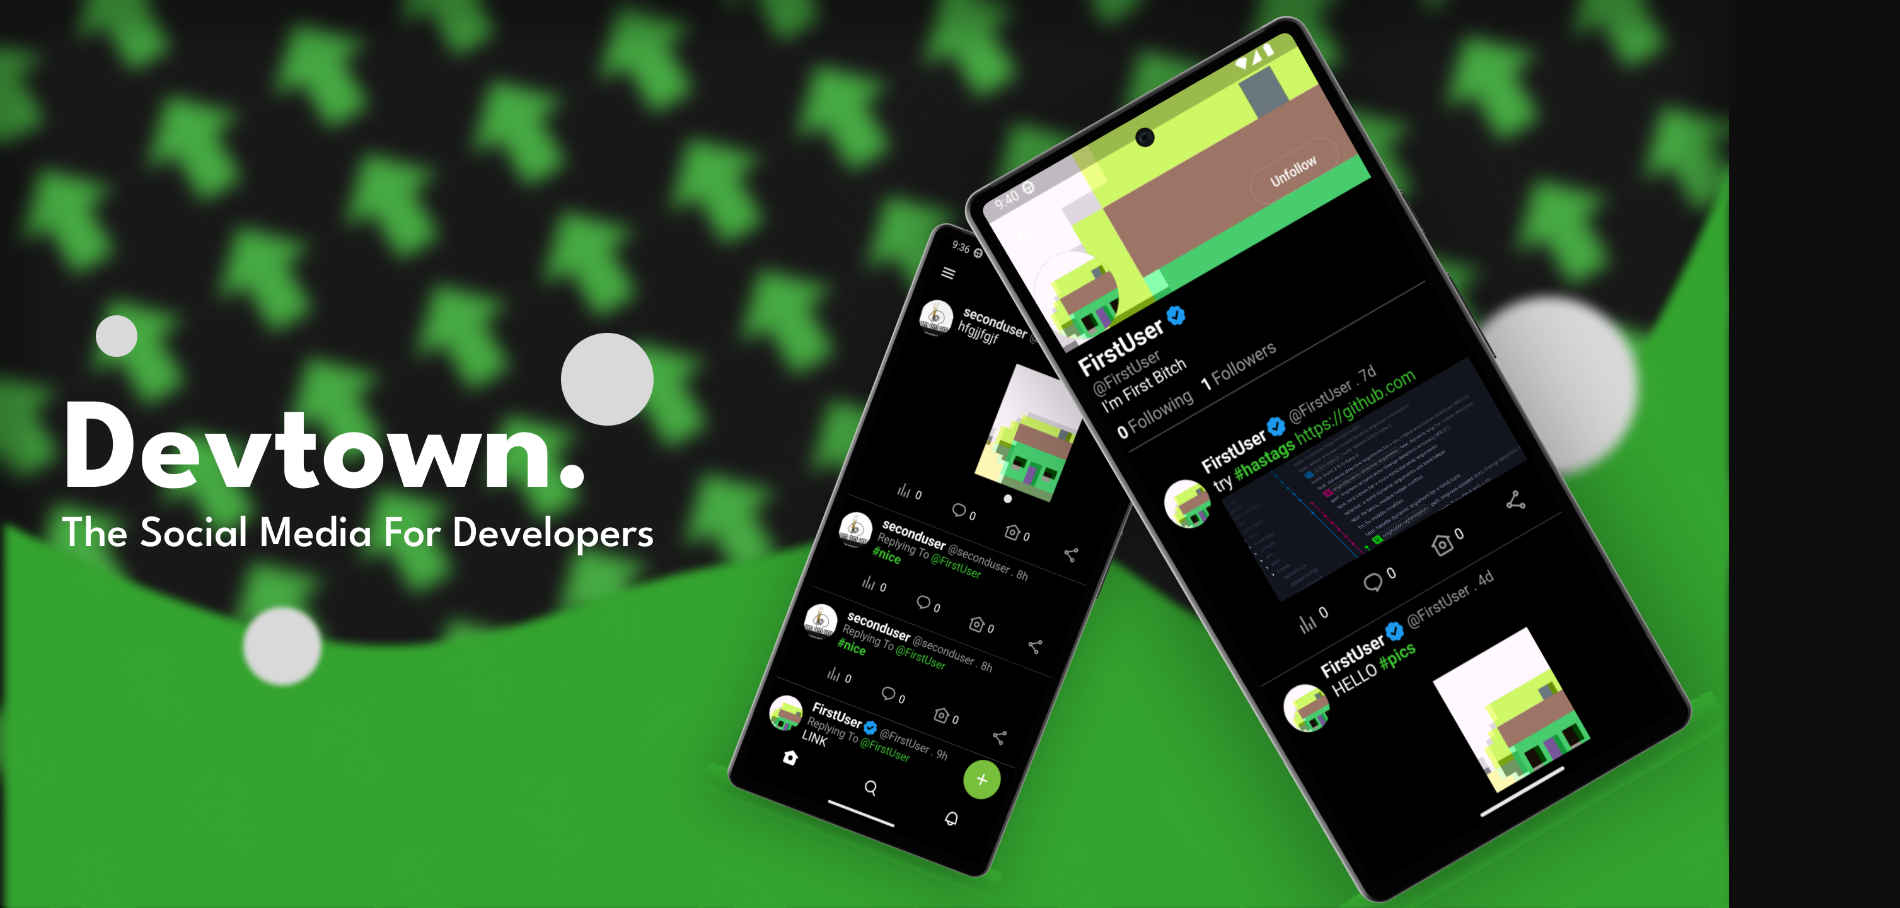 Devtown.
The Social Media For Developers
9:36
seconduser
hfgjjfgjf
0
0
0
seconduser @seconduser . 8h
Replying To @FirstUser
#nice
0
0
0
seconduser @seconduser . 8h
Replying To @FirstUser
#nice
0
0
0
FirstUser @FirstUser . 9h
Replying To @FirstUser
LINK
9:40
Unfollow
FirstUser
@FirstUser
I'm First Bitch
0 Following 1 Followers
FirstUser @FirstUser . 7d
try #hastags https://github.com
0
0
0
FirstUser @FirstUser . 4d
HELLO #pics